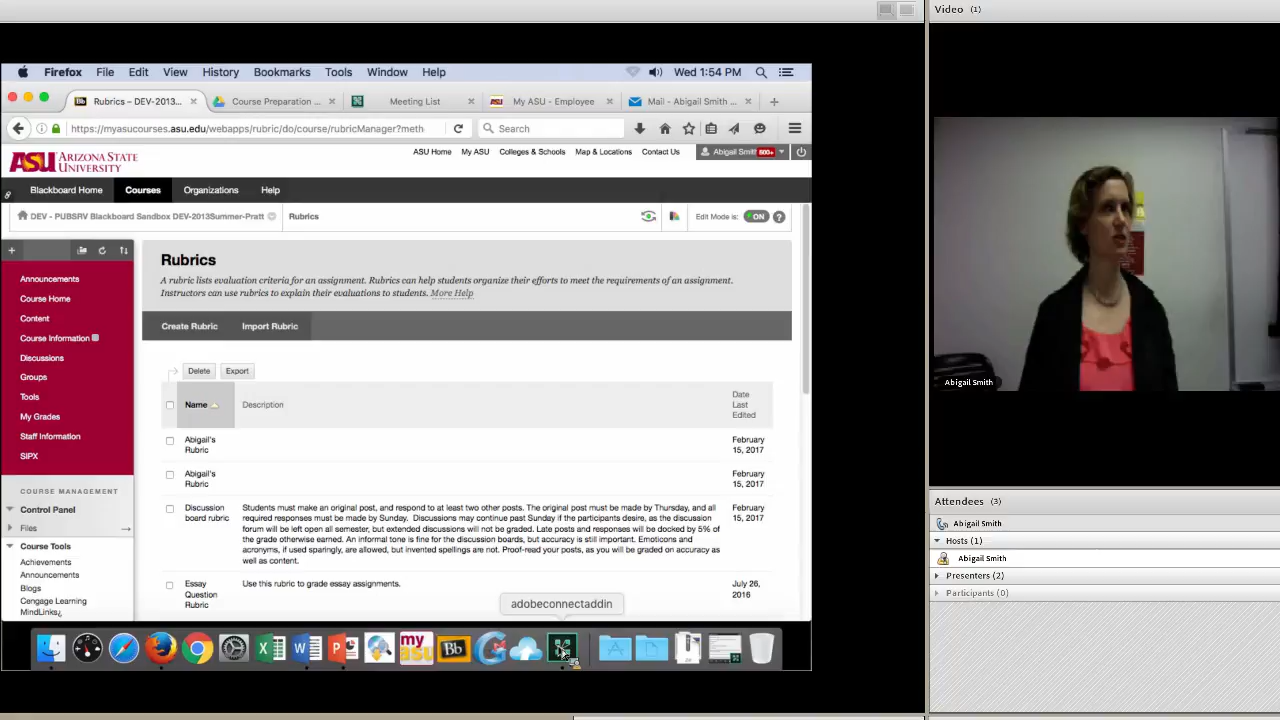 Video (1)
Firefox File Edit View History Bookmarks Tools Window Help
Wed 1:54 PM
Rubrics – DEV-2013...
Course Preparation ...
Meeting List
My ASU - Employee
Mail - Abigail Smith ...
https://myasucourses.asu.edu/webapps/rubric/do/course/rubricManager?meth
Search
ASU ARIZONA STATE UNIVERSITY
ASU Home My ASU Colleges & Schools Map & Locations Contact Us
Blackboard Home Courses Organizations Help
DEV - PUBSRV Blackboard Sandbox DEV-2013Summer-Pratt
Rubrics
Edit Mode is: ON ?
Announcements
Course Home
Content
Course Information
Discussions
Groups
Tools
My Grades
Staff Information
SIPX
COURSE MANAGEMENT
Control Panel
Files
Course Tools
Achievements
Announcements
Blogs
Cengage Learning
MindLinks¿
Rubrics
A rubric lists evaluation criteria for an assignment. Rubrics can help students organize their efforts to meet the requirements of an assignment.
Instructors can use rubrics to explain their evaluations to students. More Help
Create Rubric Import Rubric
Delete Export
Name Description Date Last Edited
Abigail's Rubric February 15, 2017
Abigail's Rubric February 15, 2017
Discussion board rubric
Students must make an original post, and respond to at least two other posts. The original post must be made by Thursday, and all
required responses must be made by Sunday. Discussions may continue past Sunday if the participants desire, as the discussion
forum will be left open all semester, but extended discussions will not be graded. Late posts and responses will be docked by 5% of
the grade otherwise earned. An informal tone is fine for the discussion boards, but accuracy is still important. Emoticons and
acronyms, if used sparingly, are allowed, but invented spellings are not. Proof-read your posts, as you will be graded on accuracy as
well as content.
February 15, 2017
Essay Question Rubric
Use this rubric to grade essay assignments.
July 26, 2016
adobeconnectaddin
my asu
Bb
Abigail Smith
Attendees (3)
Abigail Smith
Hosts (1)
Abigail Smith
Presenters (2)
Participants (0)